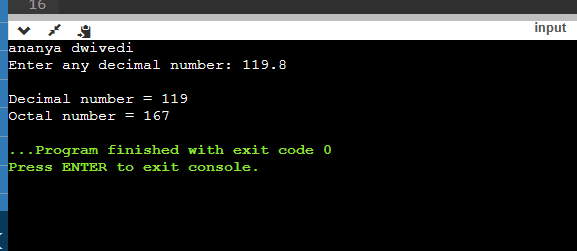 16
input
ananya dwivedi
Enter any decimal number: 119.8
Decimal number = 119
Octal number = 167
...Program finished with exit code 0
Press ENTER to exit console.